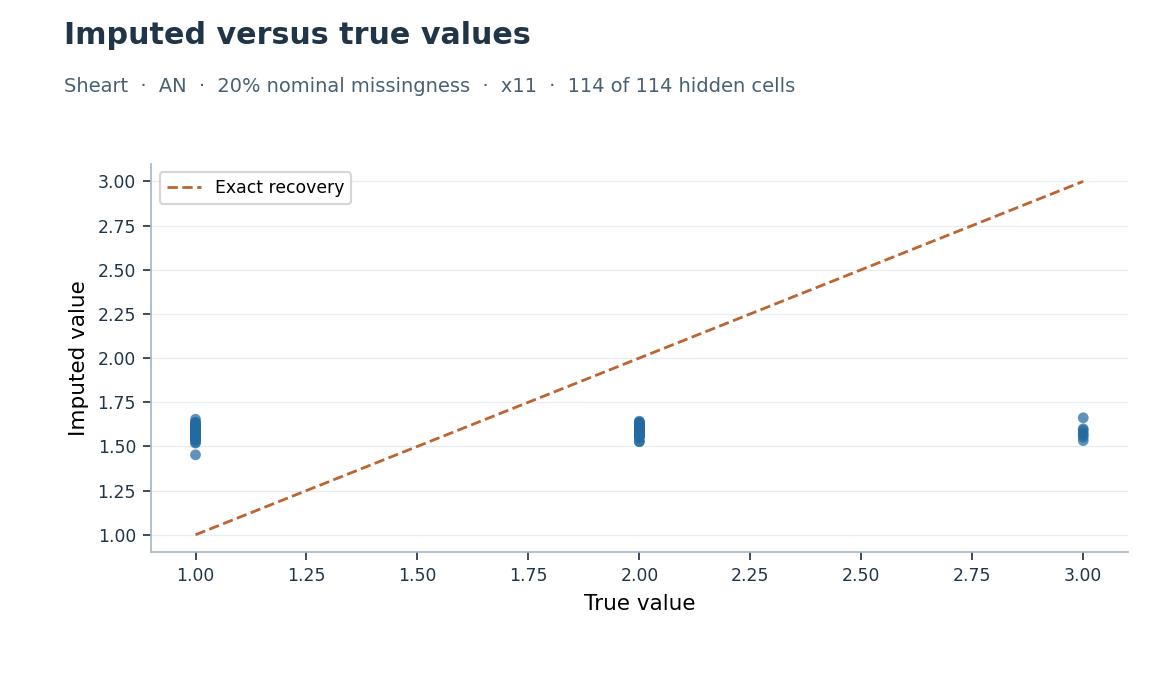 Imputed versus true values
Sheart · AN · 20% nominal missingness · x11 · 114 of 114 hidden cells
Exact recovery
Imputed value
3.00
2.75
2.50
2.25
2.00
1.75
1.50
1.25
1.00
1.00 1.25 1.50 1.75 2.00 2.25 2.50 2.75 3.00
True value